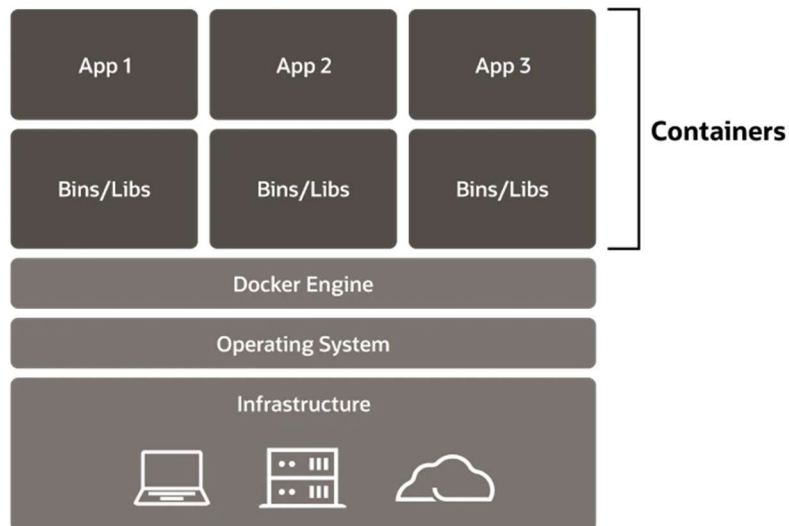 App 1
App 2
App 3
Containers
Bins/Libs
Bins/Libs
Bins/Libs
Docker Engine
Operating System
Infrastructure